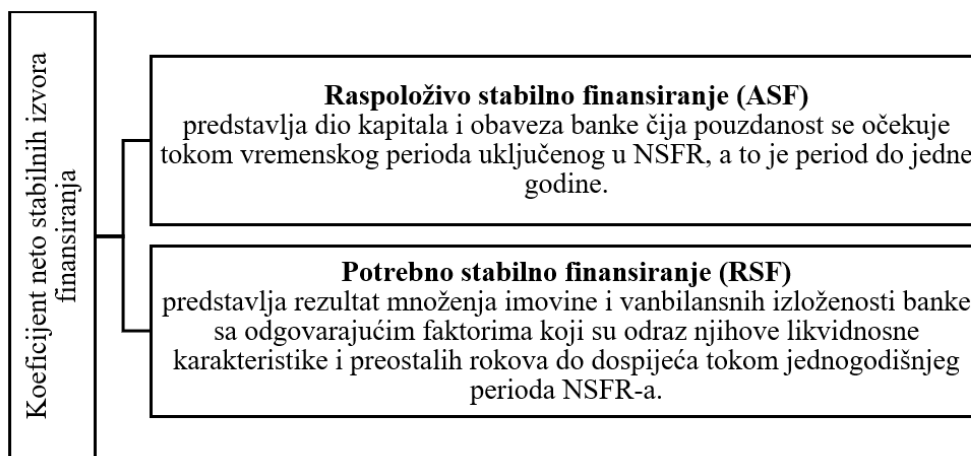 Koeficijent neto stabilnih izvora
finansiranja
Raspoloživo stabilno finansiranje (ASF)
predstavlja dio kapitala i obaveza banke čija pouzdanost se očekuje
tokom vremenskog perioda uključenog u NSFR, a to je period do jedne
godine.
Potrebno stabilno finansiranje (RSF)
predstavlja rezultat množenja imovine i vanbilansnih izloženosti banke
sa odgovarajućim faktorima koji su odraz njihove likvidnosne
karakteristike i preostalih rokova do dospijeća tokom jednogodišnjeg
perioda NSFR-a.